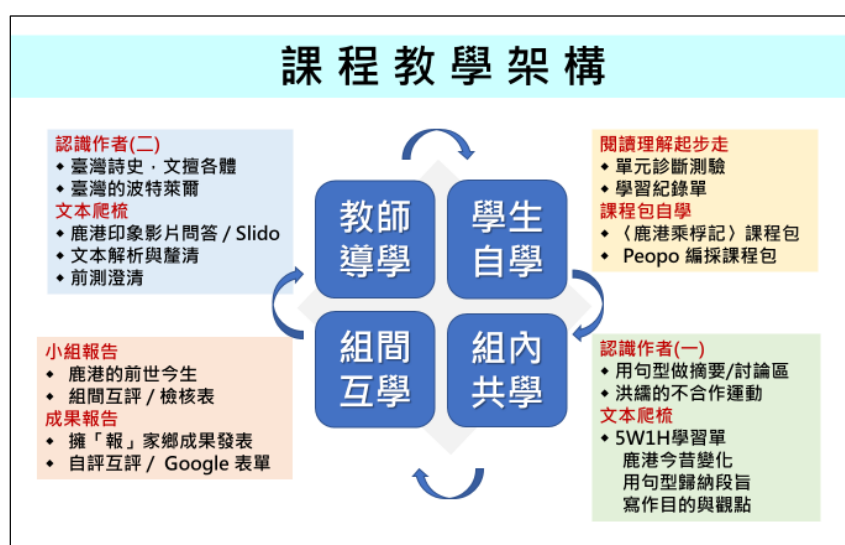 課程教學架構
認識作者(二)
◆ 臺灣詩史．文擅各體
◆ 臺灣的波特萊爾
文本爬梳
◆ 鹿港印象影片問答 / Slido
◆ 文本解析與釐清
◆ 前測澄清
教師
導學
學生
自學
閱讀理解起步走
◆ 單元診斷測驗
◆ 學習紀錄單
課程包自學
◆ 〈鹿港乘桴記〉課程包
◆ Peopo 編採課程包
小組報告
◆ 鹿港的前世今生
◆ 組間互評 / 檢核表
成果報告
◆ 擁「報」家鄉成果發表
◆ 自評互評 / Google 表單
組間
互學
組內
共學
認識作者(一)
◆ 用句型做摘要/討論區
◆ 洪繻的不合作運動
文本爬梳
◆ 5W1H學習單
鹿港今昔變化
用句型歸納段旨
寫作目的與觀點